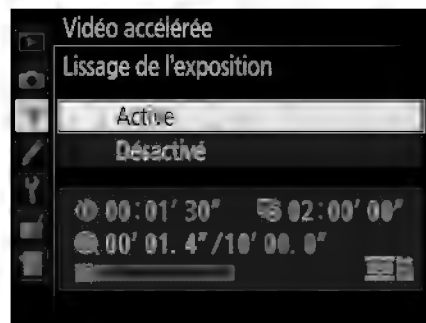 Vidéo accélérée
Lissage de l'exposition
Activé
Désactivé
00:01' 30" 02:00' 00"
00' 01. 4"/10' 00. 0"